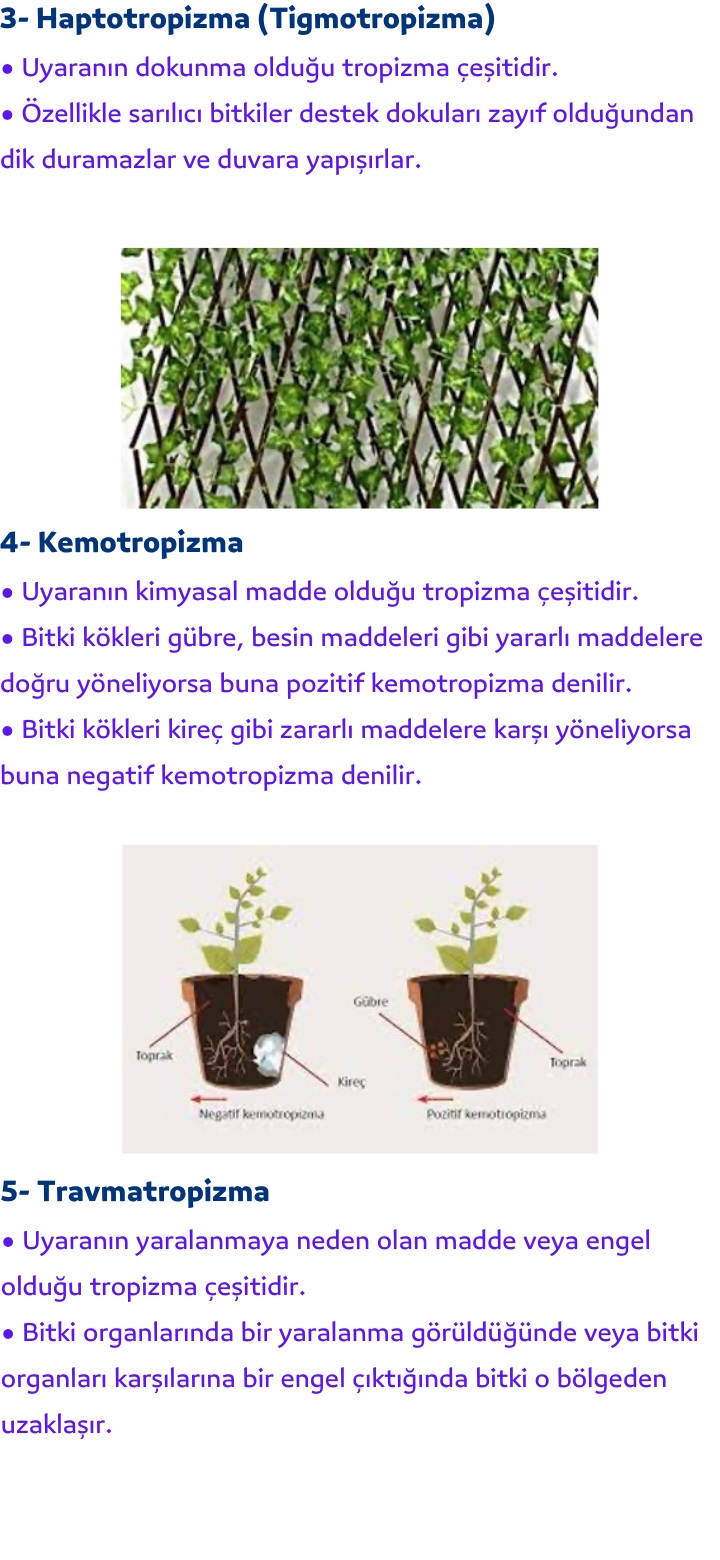 3- Haptotropizma (Tigmotropizma)
• Uyaranın dokunma olduğu tropizma çeşitidir.
• Özellikle sarılıcı bitkiler destek dokuları zayıf olduğundan
dik duramazlar ve duvara yapışırlar.
4- Kemotropizma
• Uyaranın kimyasal madde olduğu tropizma çeşitidir.
• Bitki kökleri gübre, besin maddeleri gibi yararlı maddelere
doğru yöneliyorsa buna pozitif kemotropizma denilir.
• Bitki kökleri kireç gibi zararlı maddelere karşı yöneliyorsa
buna negatif kemotropizma denilir.
Gübre
Toprak
Toprak
Kireç
Negatif kemotropizma
Pozitif kemotropizma
5- Travmatropizma
• Uyaranın yaralanmaya neden olan madde veya engel
olduğu tropizma çeşitidir.
• Bitki organlarında bir yaralanma görüldüğünde veya bitki
organları karşılarına bir engel çıktığında bitki o bölgeden
uzaklaşır.